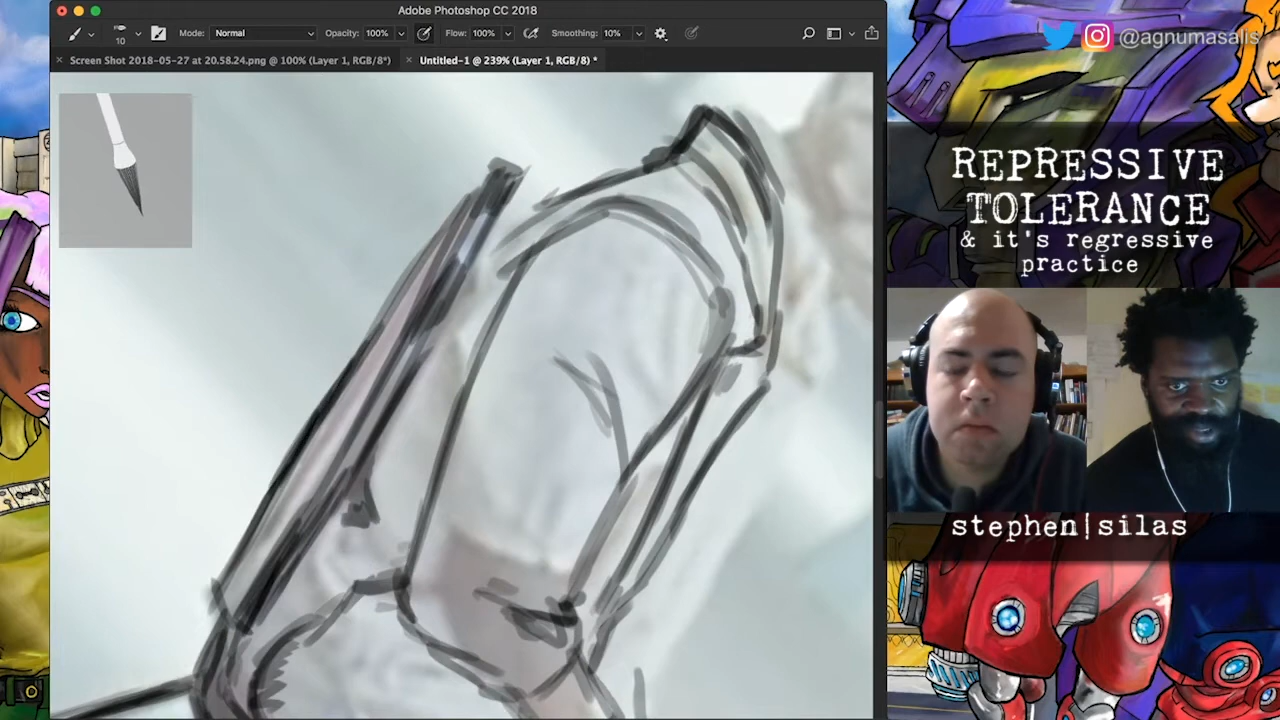 Adobe Photoshop CC 2018
10
Mode: Normal
Opacity: 100%
Flow: 100%
Smoothing: 10%
Screen Shot 2018-05-27 at 20.58.24.png @ 100% (Layer 1, RGB/8*)
Untitled-1 @ 239% (Layer 1, RGB/8) *
@agnumasalis
REPRESSIVE
TOLERANCE
& it's regressive
practice
stephen|silas